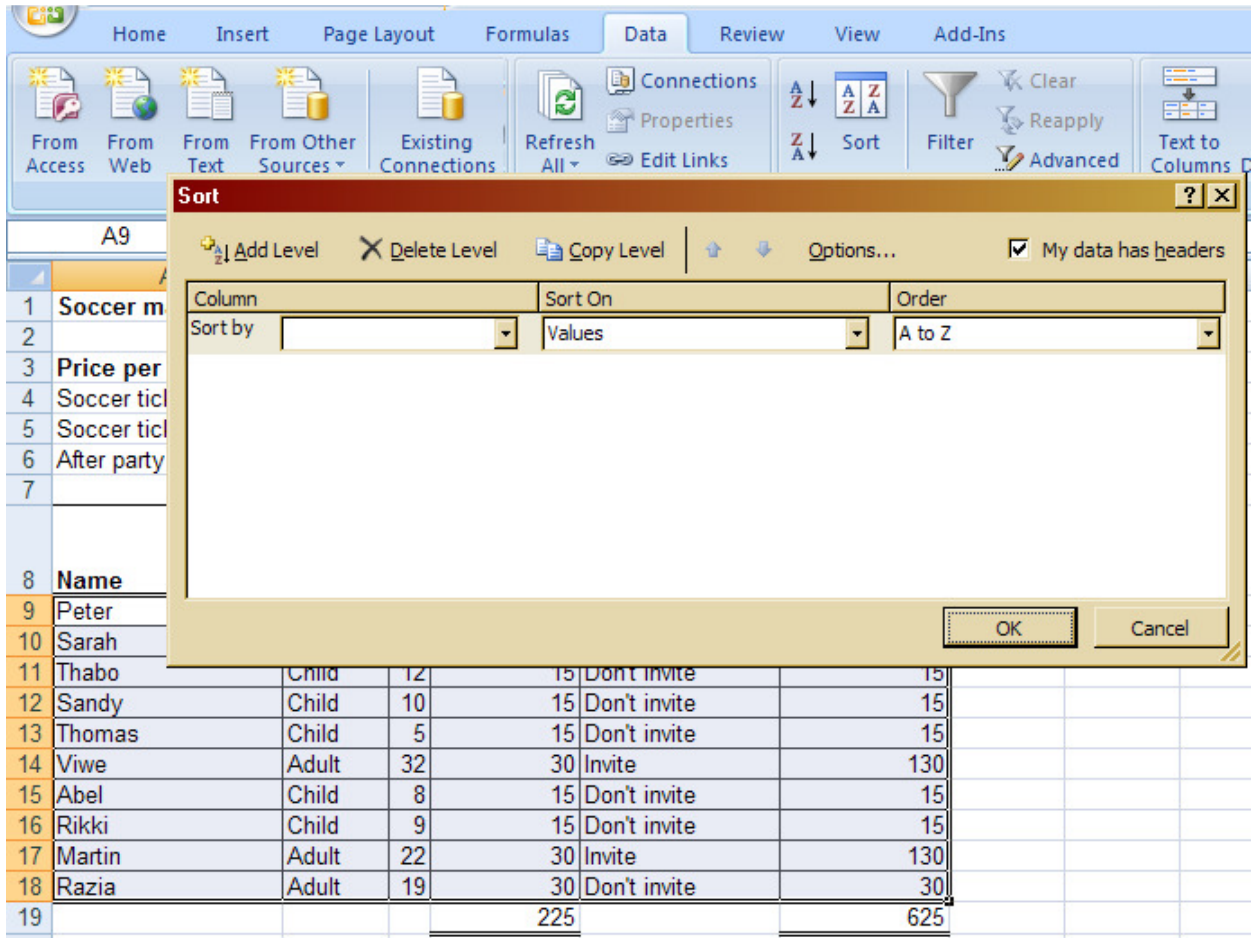 Home Insert Page Layout Formulas Data Review View Add-Ins
From Access
From Web
From Text
From Other Sources
Existing Connections
Refresh All
Connections
Properties
Edit Links
Sort
Filter
Clear
Reapply
Advanced
Text to Columns
Sort
A9
Add Level Delete Level Copy Level Options... My data has headers
Column Sort On Order
Sort by Values A to Z
OK Cancel
1 Soccer
2
3 Price per
4 Soccer
5 Soccer
6 After party
7
8 Name
9 Peter
10 Sarah
11 Thabo Child 12 15 Don't invite 15
12 Sandy Child 10 15 Don't invite 15
13 Thomas Child 5 15 Don't invite 15
14 Viwe Adult 32 30 Invite 130
15 Abel Child 8 15 Don't invite 15
16 Rikki Child 9 15 Don't invite 15
17 Martin Adult 22 30 Invite 130
18 Razia Adult 19 30 Don't invite 30
19 225 625